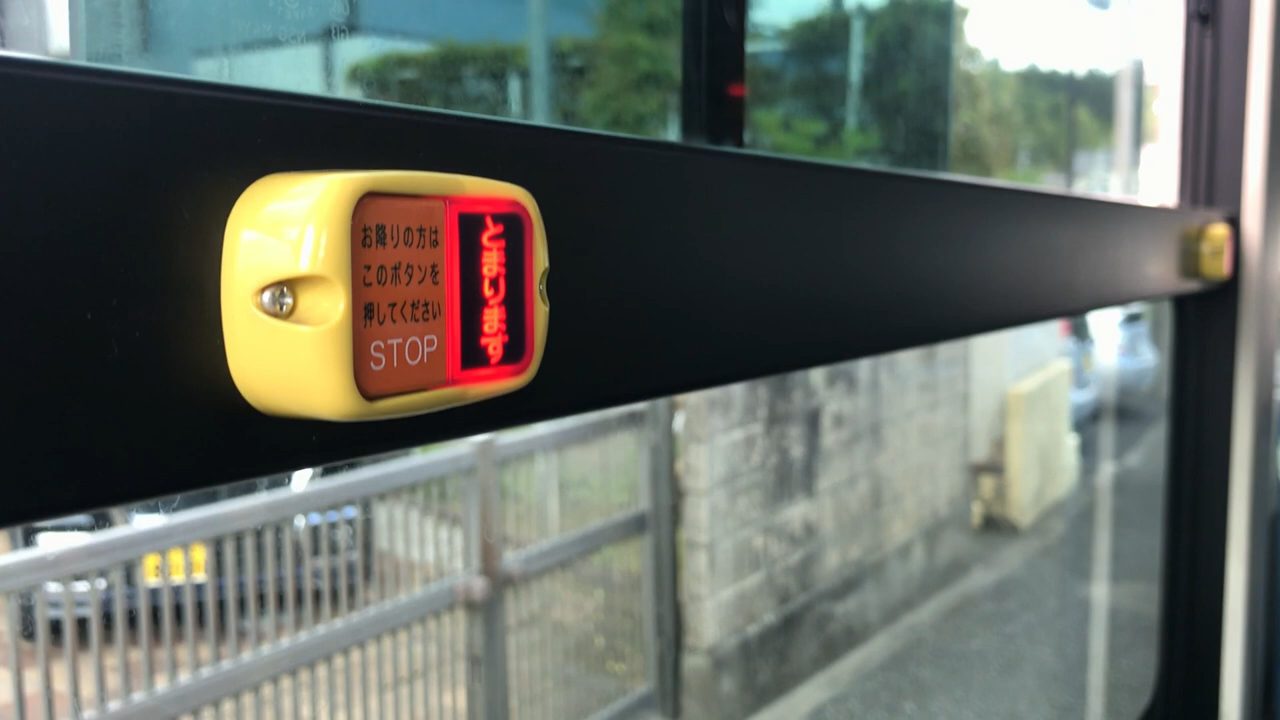 お降りの方は
このボタンを
押してください
STOP
とまります